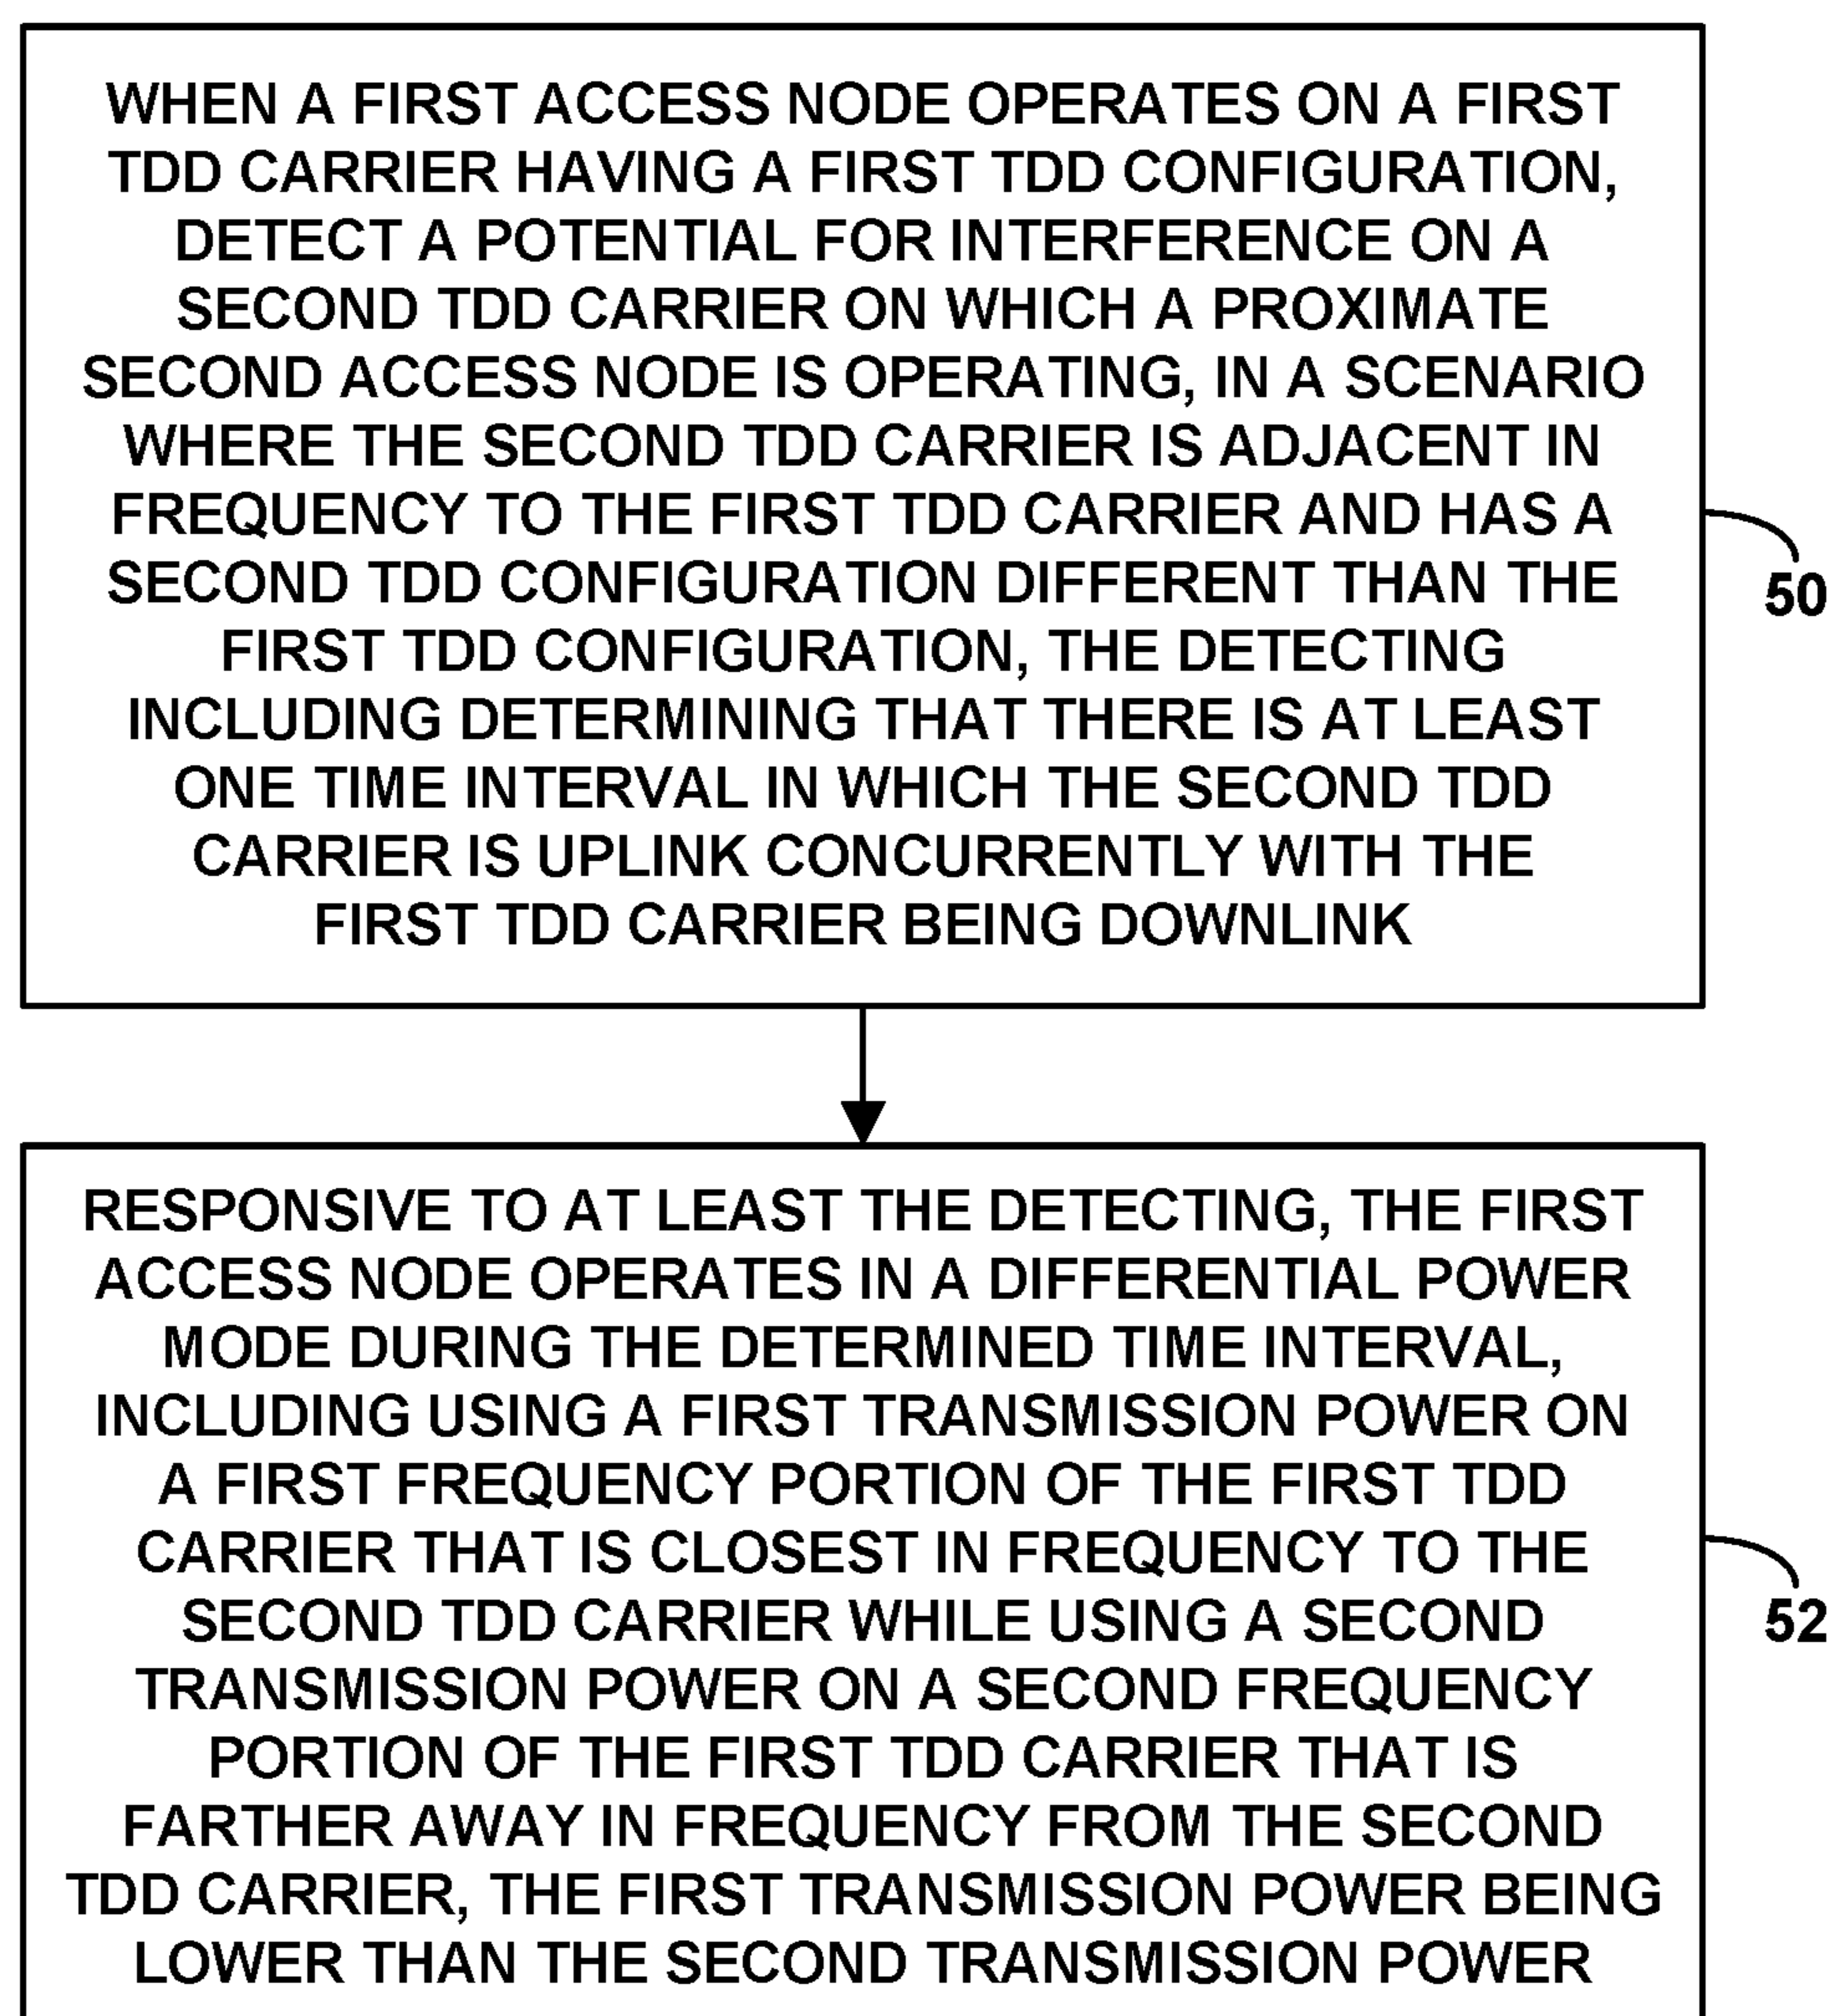 WHEN A FIRST ACCESS NODE OPERATES ON A FIRST
TDD CARRIER HAVING A FIRST TDD CONFIGURATION,
DETECT A POTENTIAL FOR INTERFERENCE ON A
SECOND TDD CARRIER ON WHICH A PROXIMATE
SECOND ACCESS NODE IS OPERATING, IN A SCENARIO
WHERE THE SECOND TDD CARRIER IS ADJACENT IN
FREQUENCY TO THE FIRST TDD CARRIER AND HAS A
SECOND TDD CONFIGURATION DIFFERENT THAN THE
FIRST TDD CONFIGURATION, THE DETECTING
INCLUDING DETERMINING THAT THERE IS AT LEAST
ONE TIME INTERVAL IN WHICH THE SECOND TDD
CARRIER IS UPLINK CONCURRENTLY WITH THE
FIRST TDD CARRIER BEING DOWNLINK
50
RESPONSIVE TO AT LEAST THE DETECTING, THE FIRST
ACCESS NODE OPERATES IN A DIFFERENTIAL POWER
MODE DURING THE DETERMINED TIME INTERVAL,
INCLUDING USING A FIRST TRANSMISSION POWER ON
A FIRST FREQUENCY PORTION OF THE FIRST TDD
CARRIER THAT IS CLOSEST IN FREQUENCY TO THE
SECOND TDD CARRIER WHILE USING A SECOND
TRANSMISSION POWER ON A SECOND FREQUENCY
PORTION OF THE FIRST TDD CARRIER THAT IS
FARTHER AWAY IN FREQUENCY FROM THE SECOND
TDD CARRIER, THE FIRST TRANSMISSION POWER BEING
LOWER THAN THE SECOND TRANSMISSION POWER
52